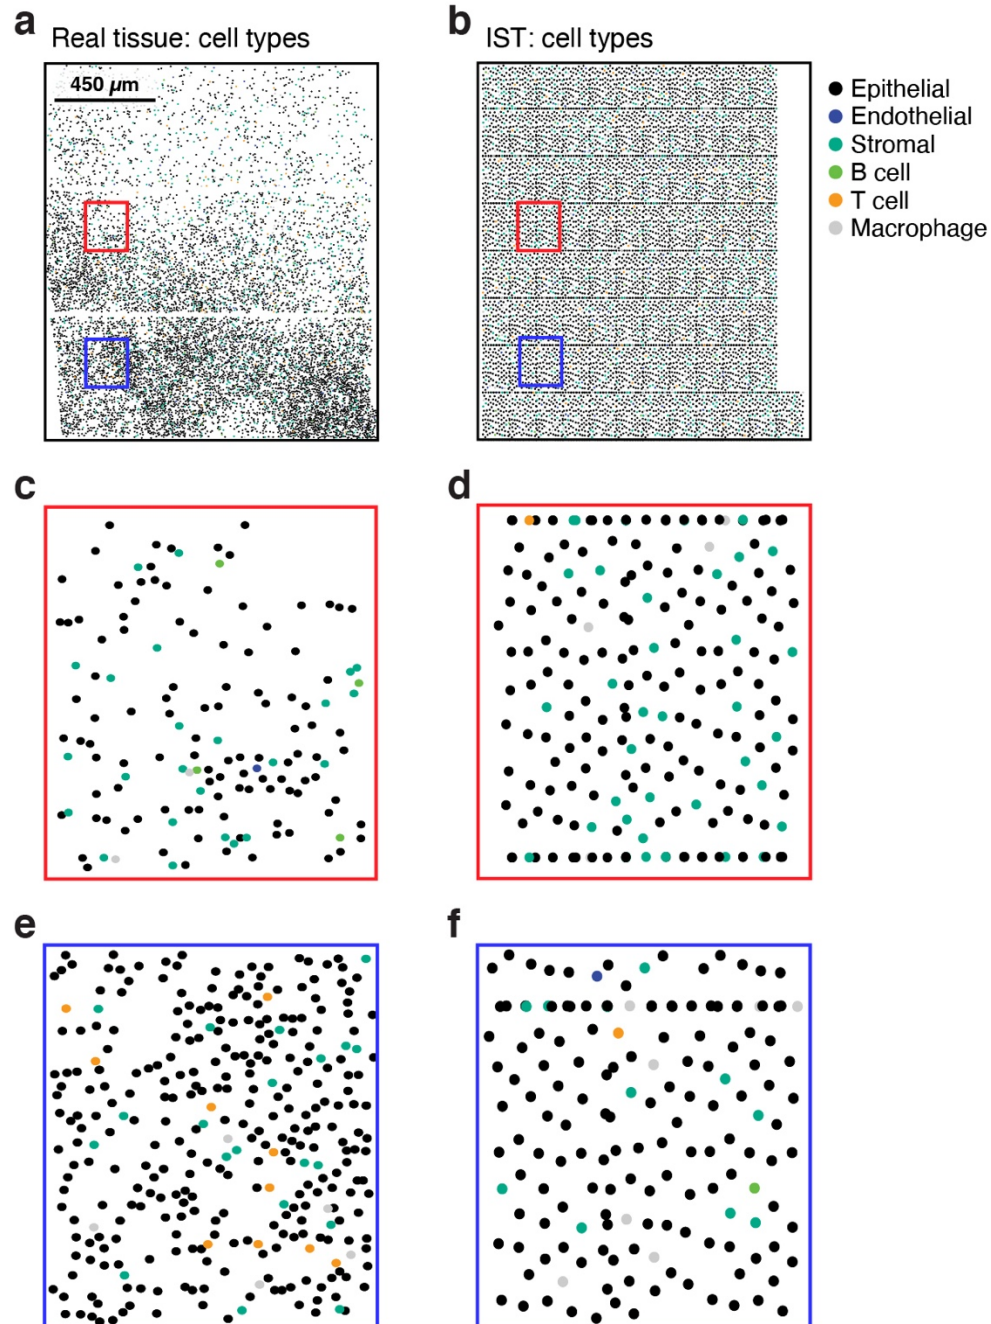 a Real tissue: cell types
b IST: cell types
450 µm
Epithelial
Endothelial
Stromal
B cell
T cell
Macrophage
c
d
e
f